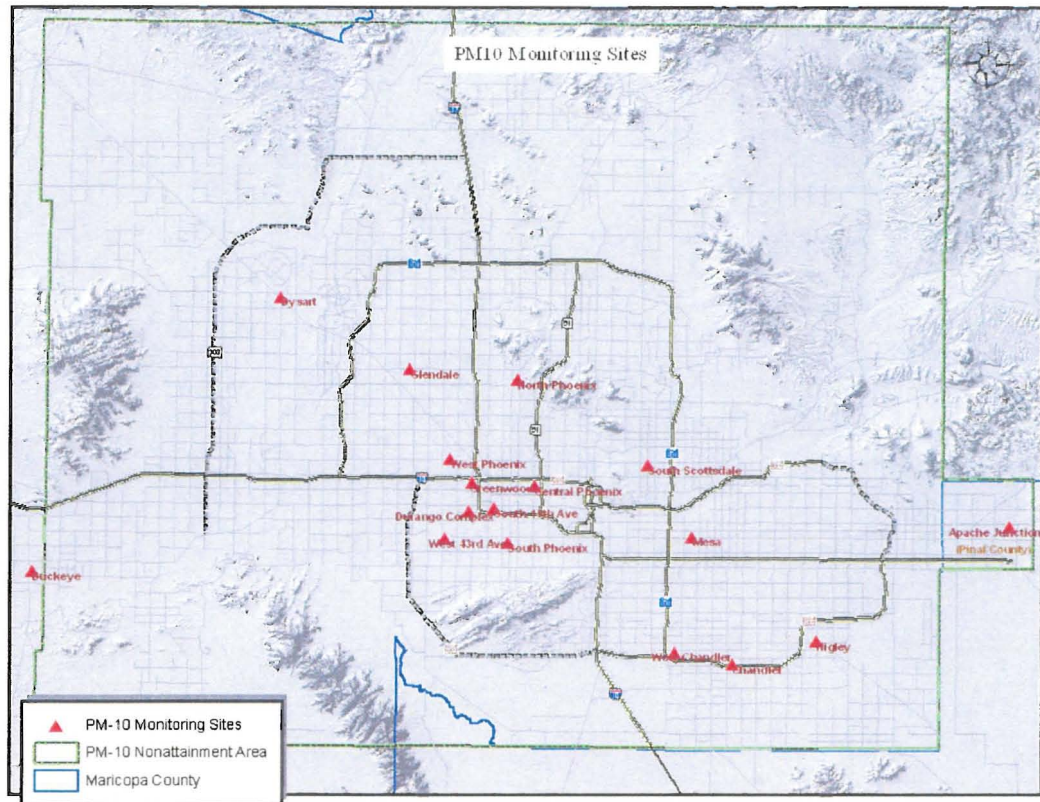 PM10 Monitoring Sites
Dysart
Glendale
North Phoenix
West Phoenix
South Scottsdale
Greenwood
Central Phoenix
Durango Complex
Apache Junction
(Pinal County)
West 43rd Ave
South Phoenix
Mesa
Buckeye
Higley
West Chandler
Chandler
PM-10 Monitoring Sites
PM-10 Nonattainment Area
Maricopa County